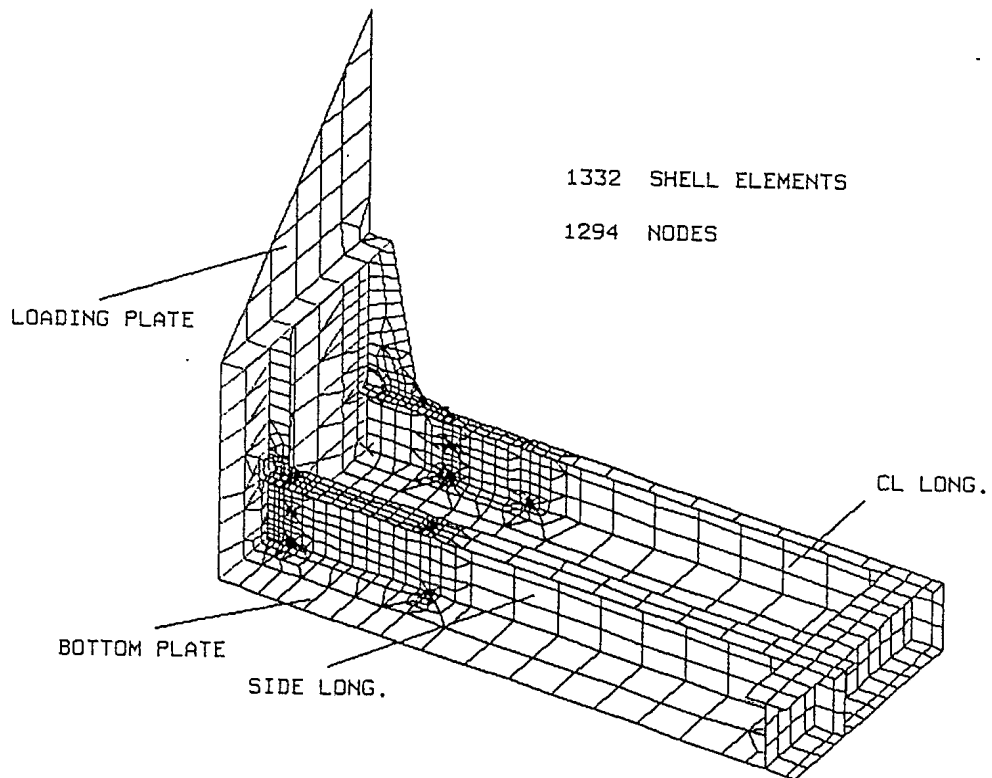 1332 SHELL ELEMENTS
1294 NODES
LOADING PLATE
CL LONG.
BOTTOM PLATE
SIDE LONG.